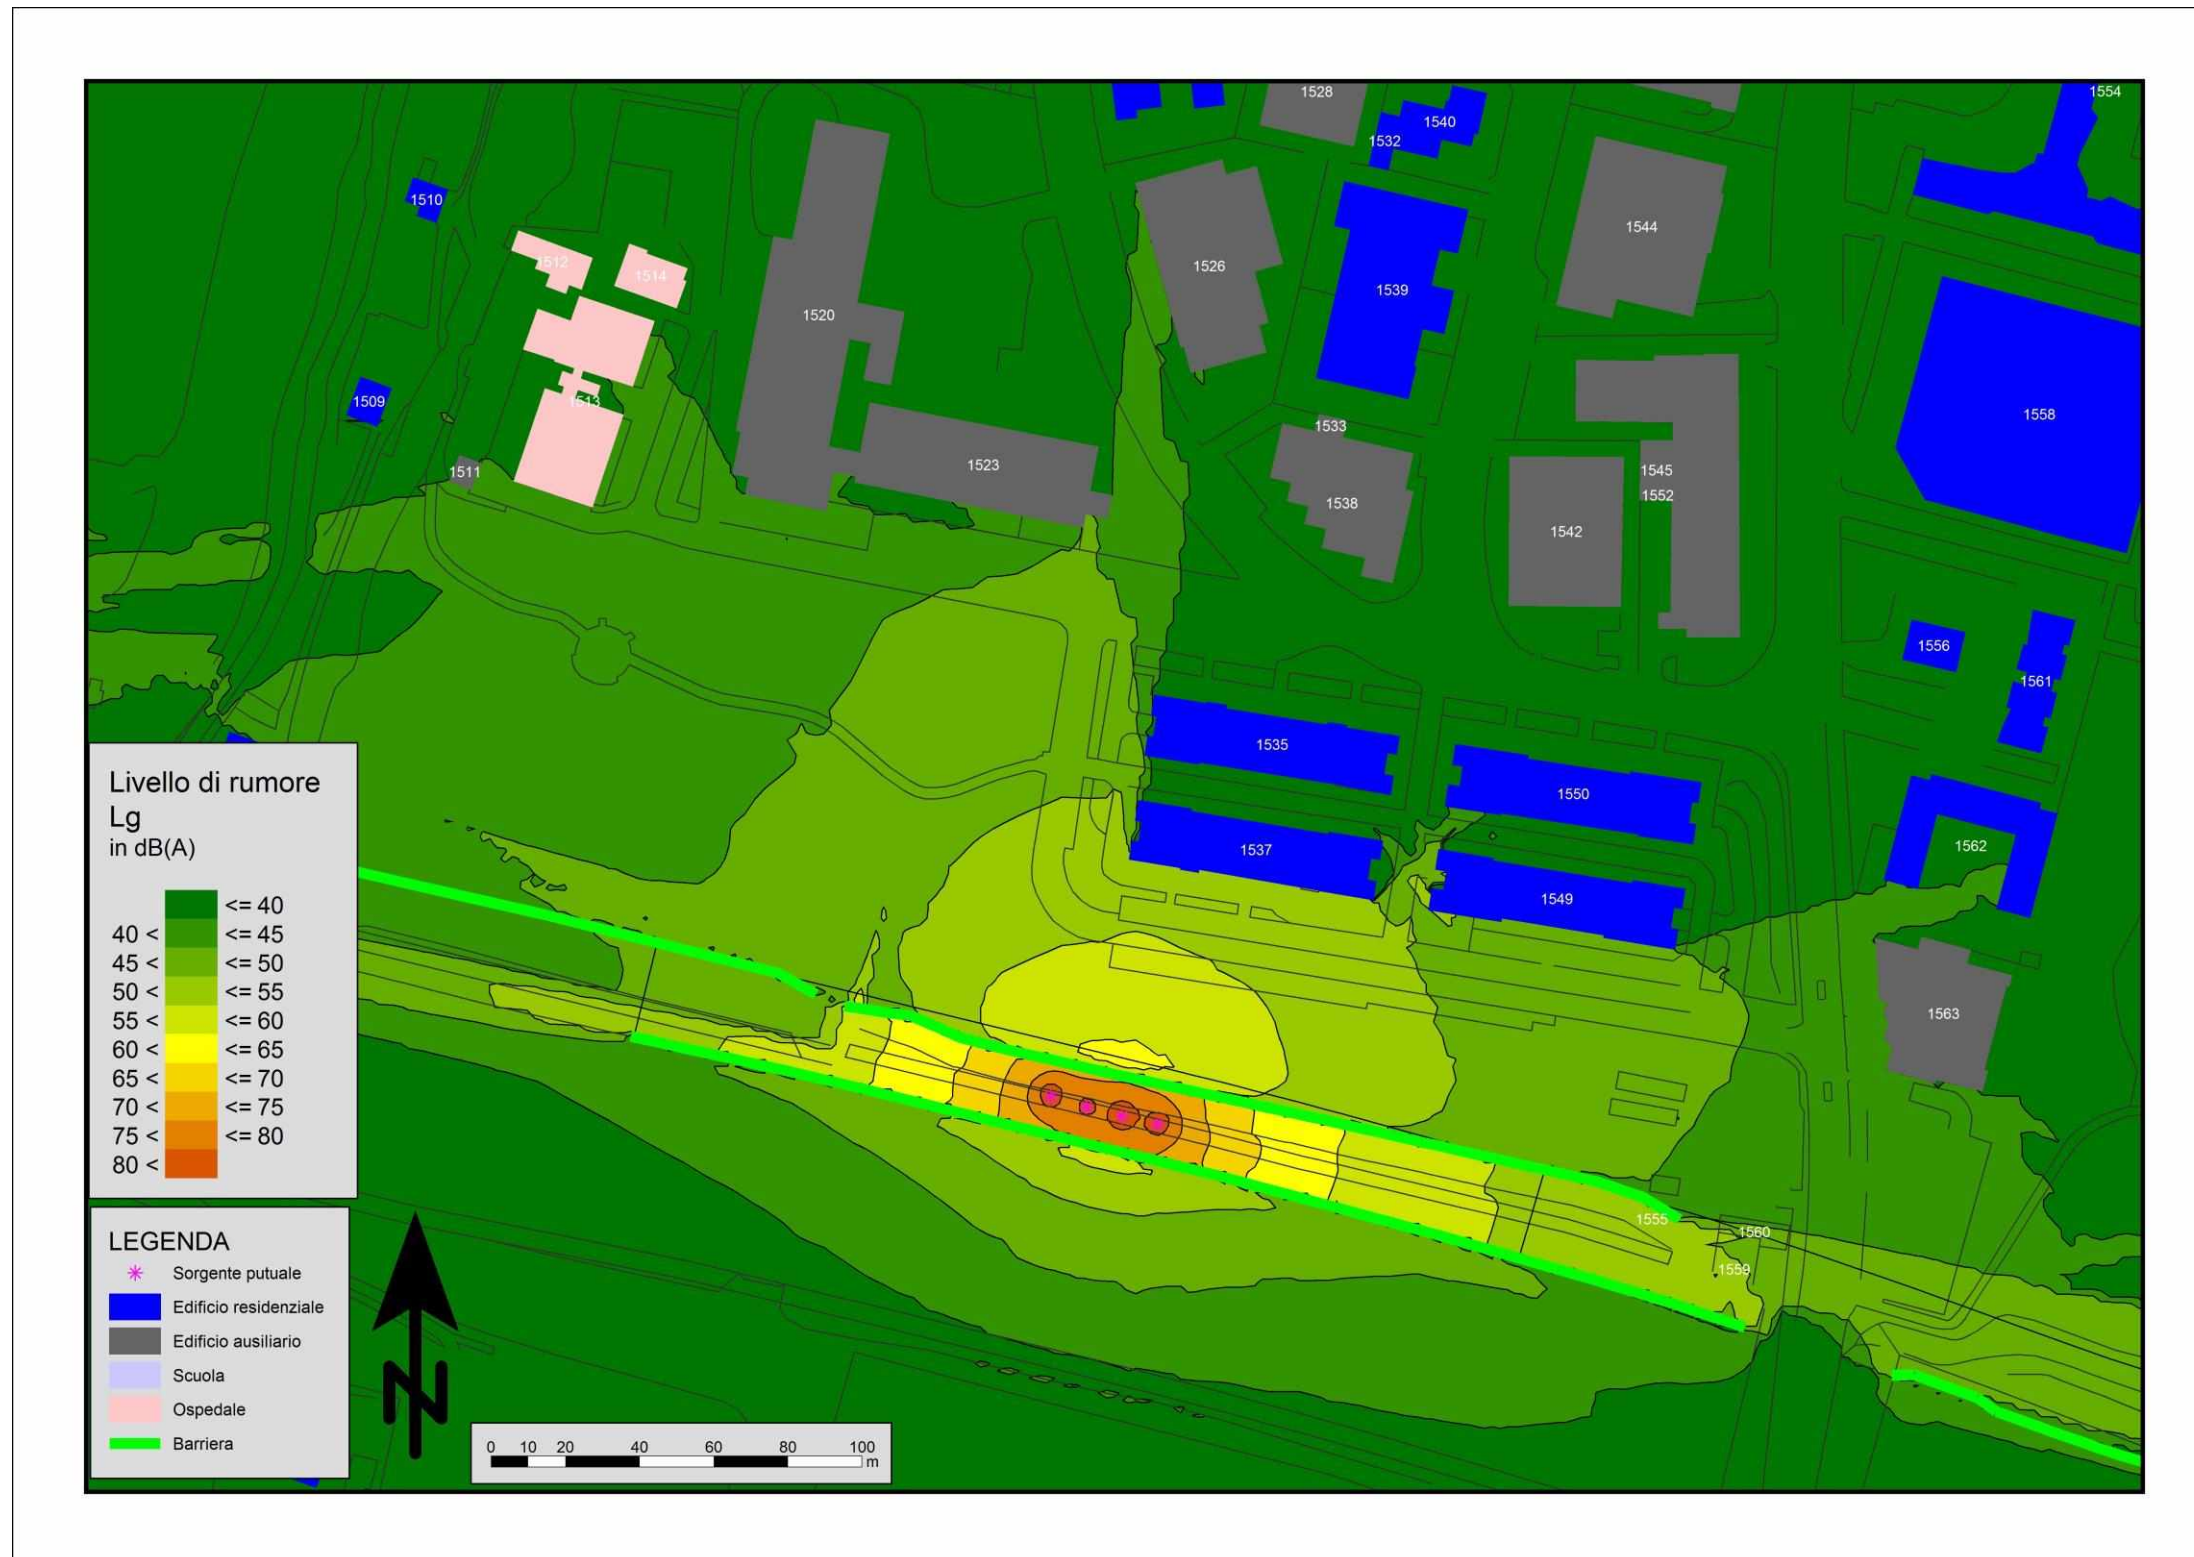 1528
1554
1540
1532
1510
1544
1512
1514
1526
1539
1520
1509
1513
1558
1533
1523
1511
1545
1552
1538
1542
1556
1561
1535
1550
1562
1537
1549
1563
1555
1560
1559
Livello di rumore
Lg
in dB(A)
<= 40
40 < <= 45
45 < <= 50
50 < <= 55
55 < <= 60
60 < <= 65
65 < <= 70
70 < <= 75
75 < <= 80
80 <
LEGENDA
Sorgente putuale
Edificio residenziale
Edificio ausiliario
Scuola
Ospedale
Barriera
N
0 10 20 40 60 80 100
m